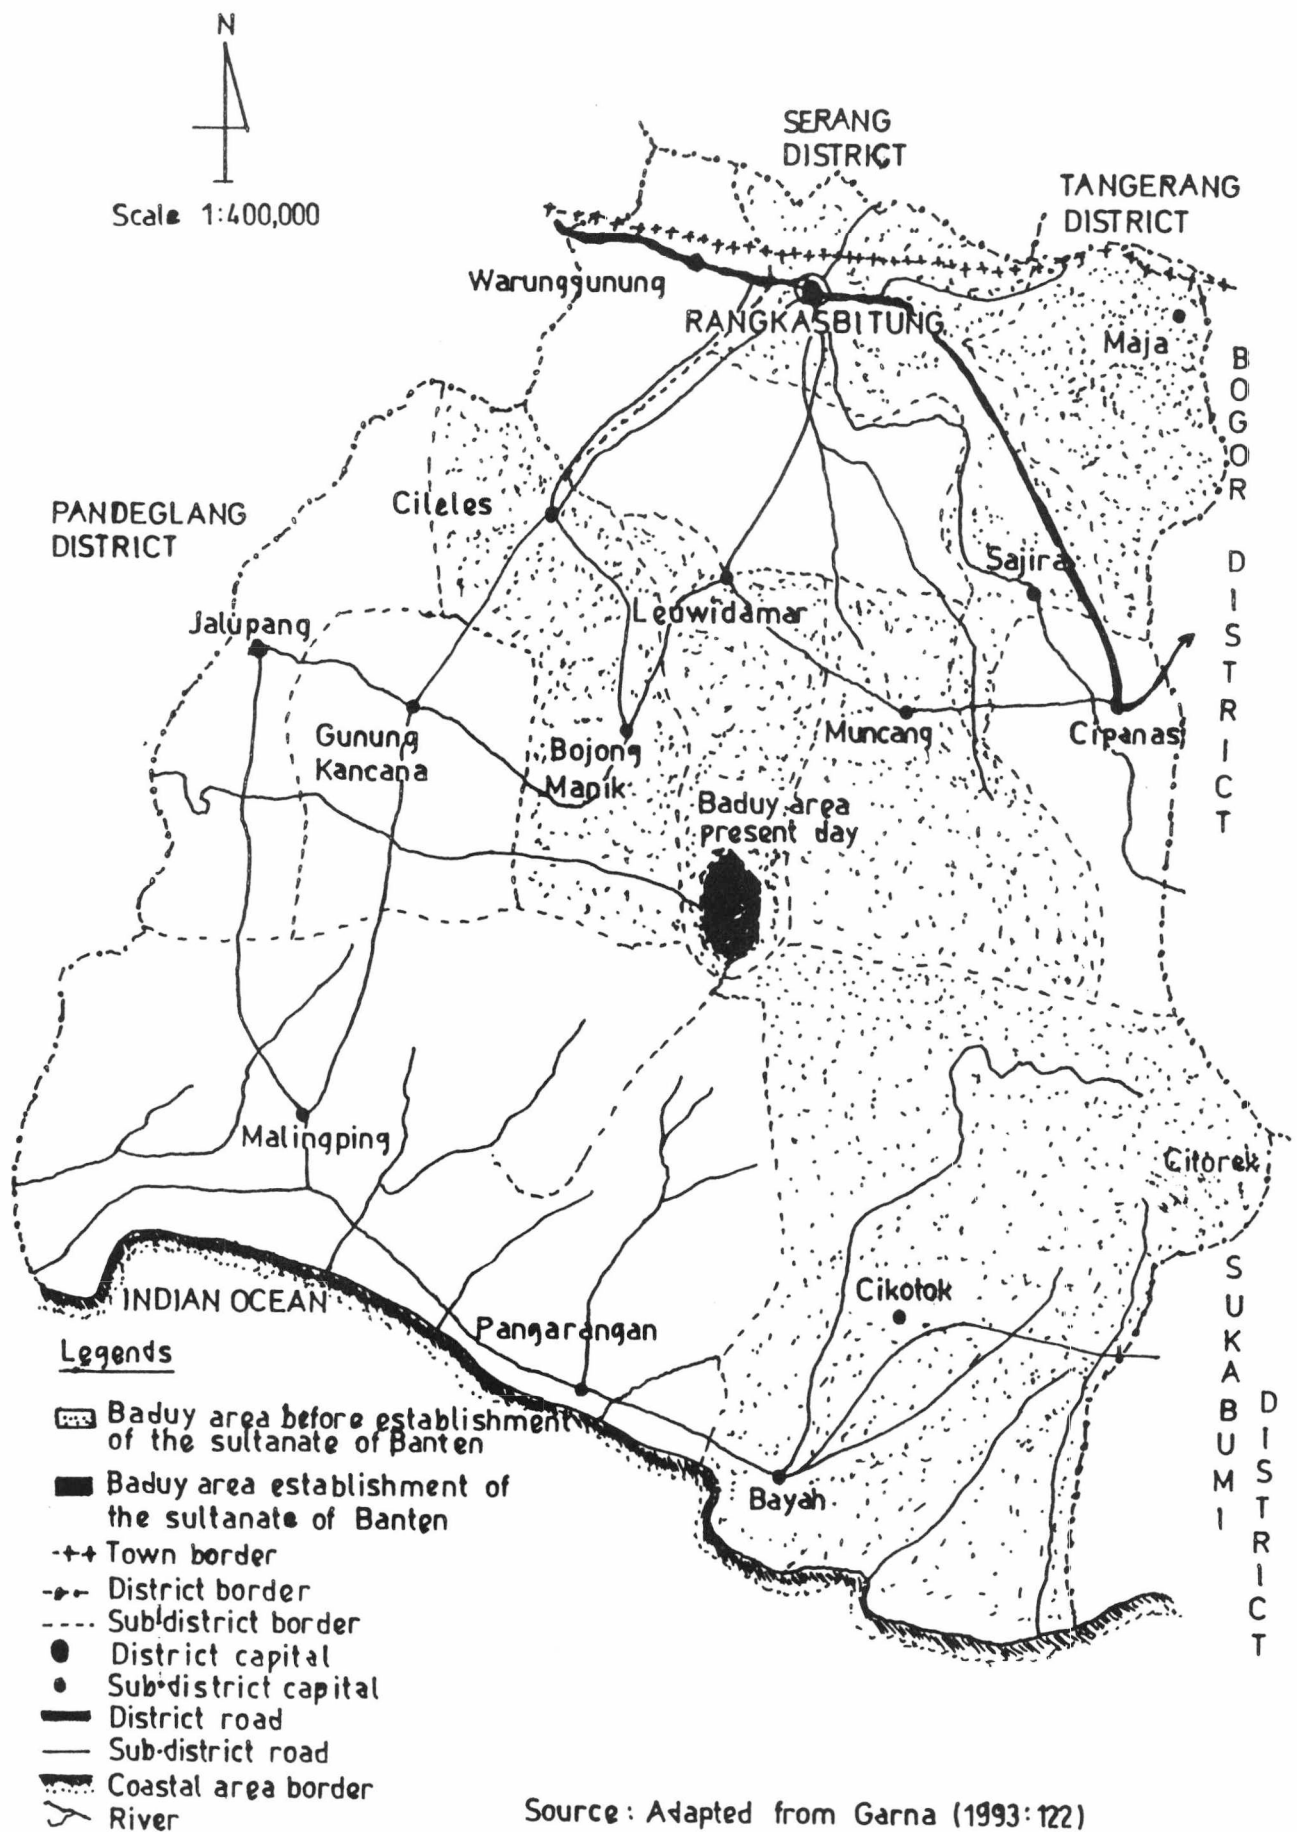 N
Scale 1:400,000
SERANG
DISTRICT
TANGERANG
DISTRICT
Warunggunung
RANGKASBITUNG
Maja
BOGOR DISTRICT
PANDEGLANG
DISTRICT
Cileles
Sajira
Jalupang
Leuwidamar
Gunung
Kancana
Bojong
Manik
Muncang
Cipanas
Baduy area
present day
Malingping
Citorek
INDIAN OCEAN
Cikotok
SUKABUMI DISTRICT
Pangarangan
Bayah
Legends
Baduy area before establishment
of the sultanate of Banten
Baduy area establishment of
the sultanate of Banten
Town border
District border
Sub district border
District capital
Sub-district capital
District road
Sub-district road
Coastal area border
River
Source: Adapted from Garna (1993:122)